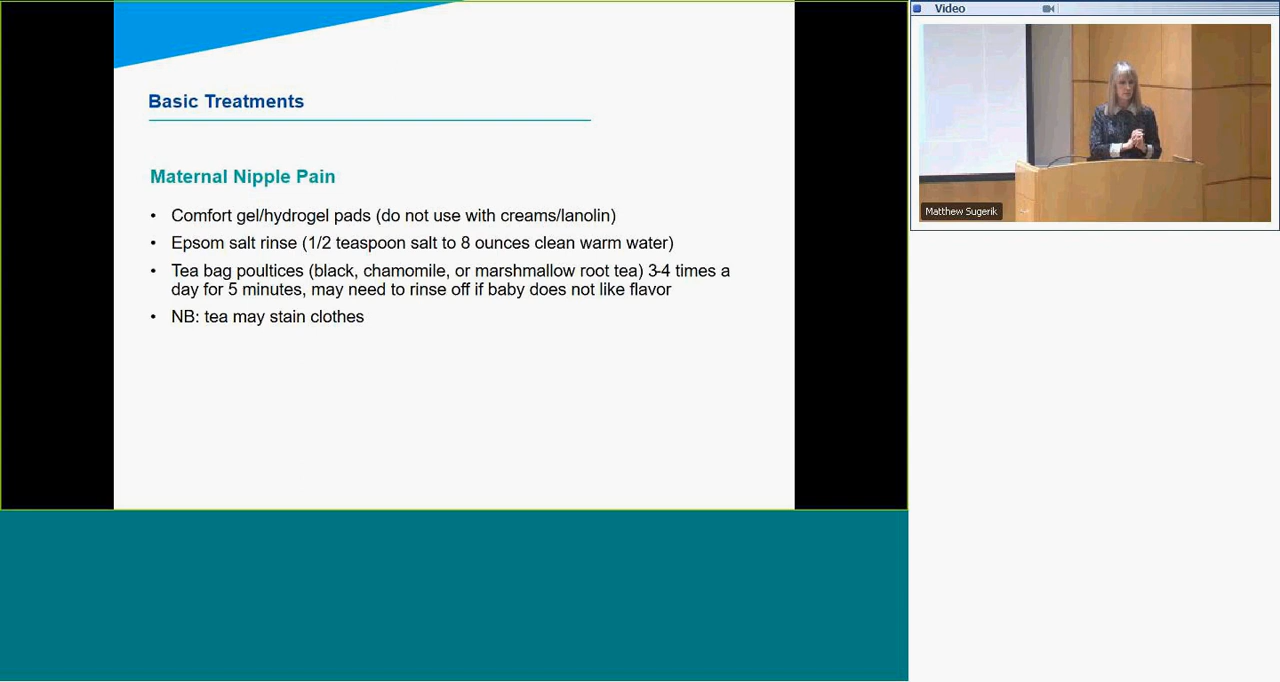 Basic Treatments
Maternal Nipple Pain
• Comfort gel/hydrogel pads (do not use with creams/lanolin)
• Epsom salt rinse (1/2 teaspoon salt to 8 ounces clean warm water)
• Tea bag poultices (black, chamomile, or marshmallow root tea) 3-4 times a
day for 5 minutes, may need to rinse off if baby does not like flavor
• NB: tea may stain clothes
Video
Matthew Sugerik